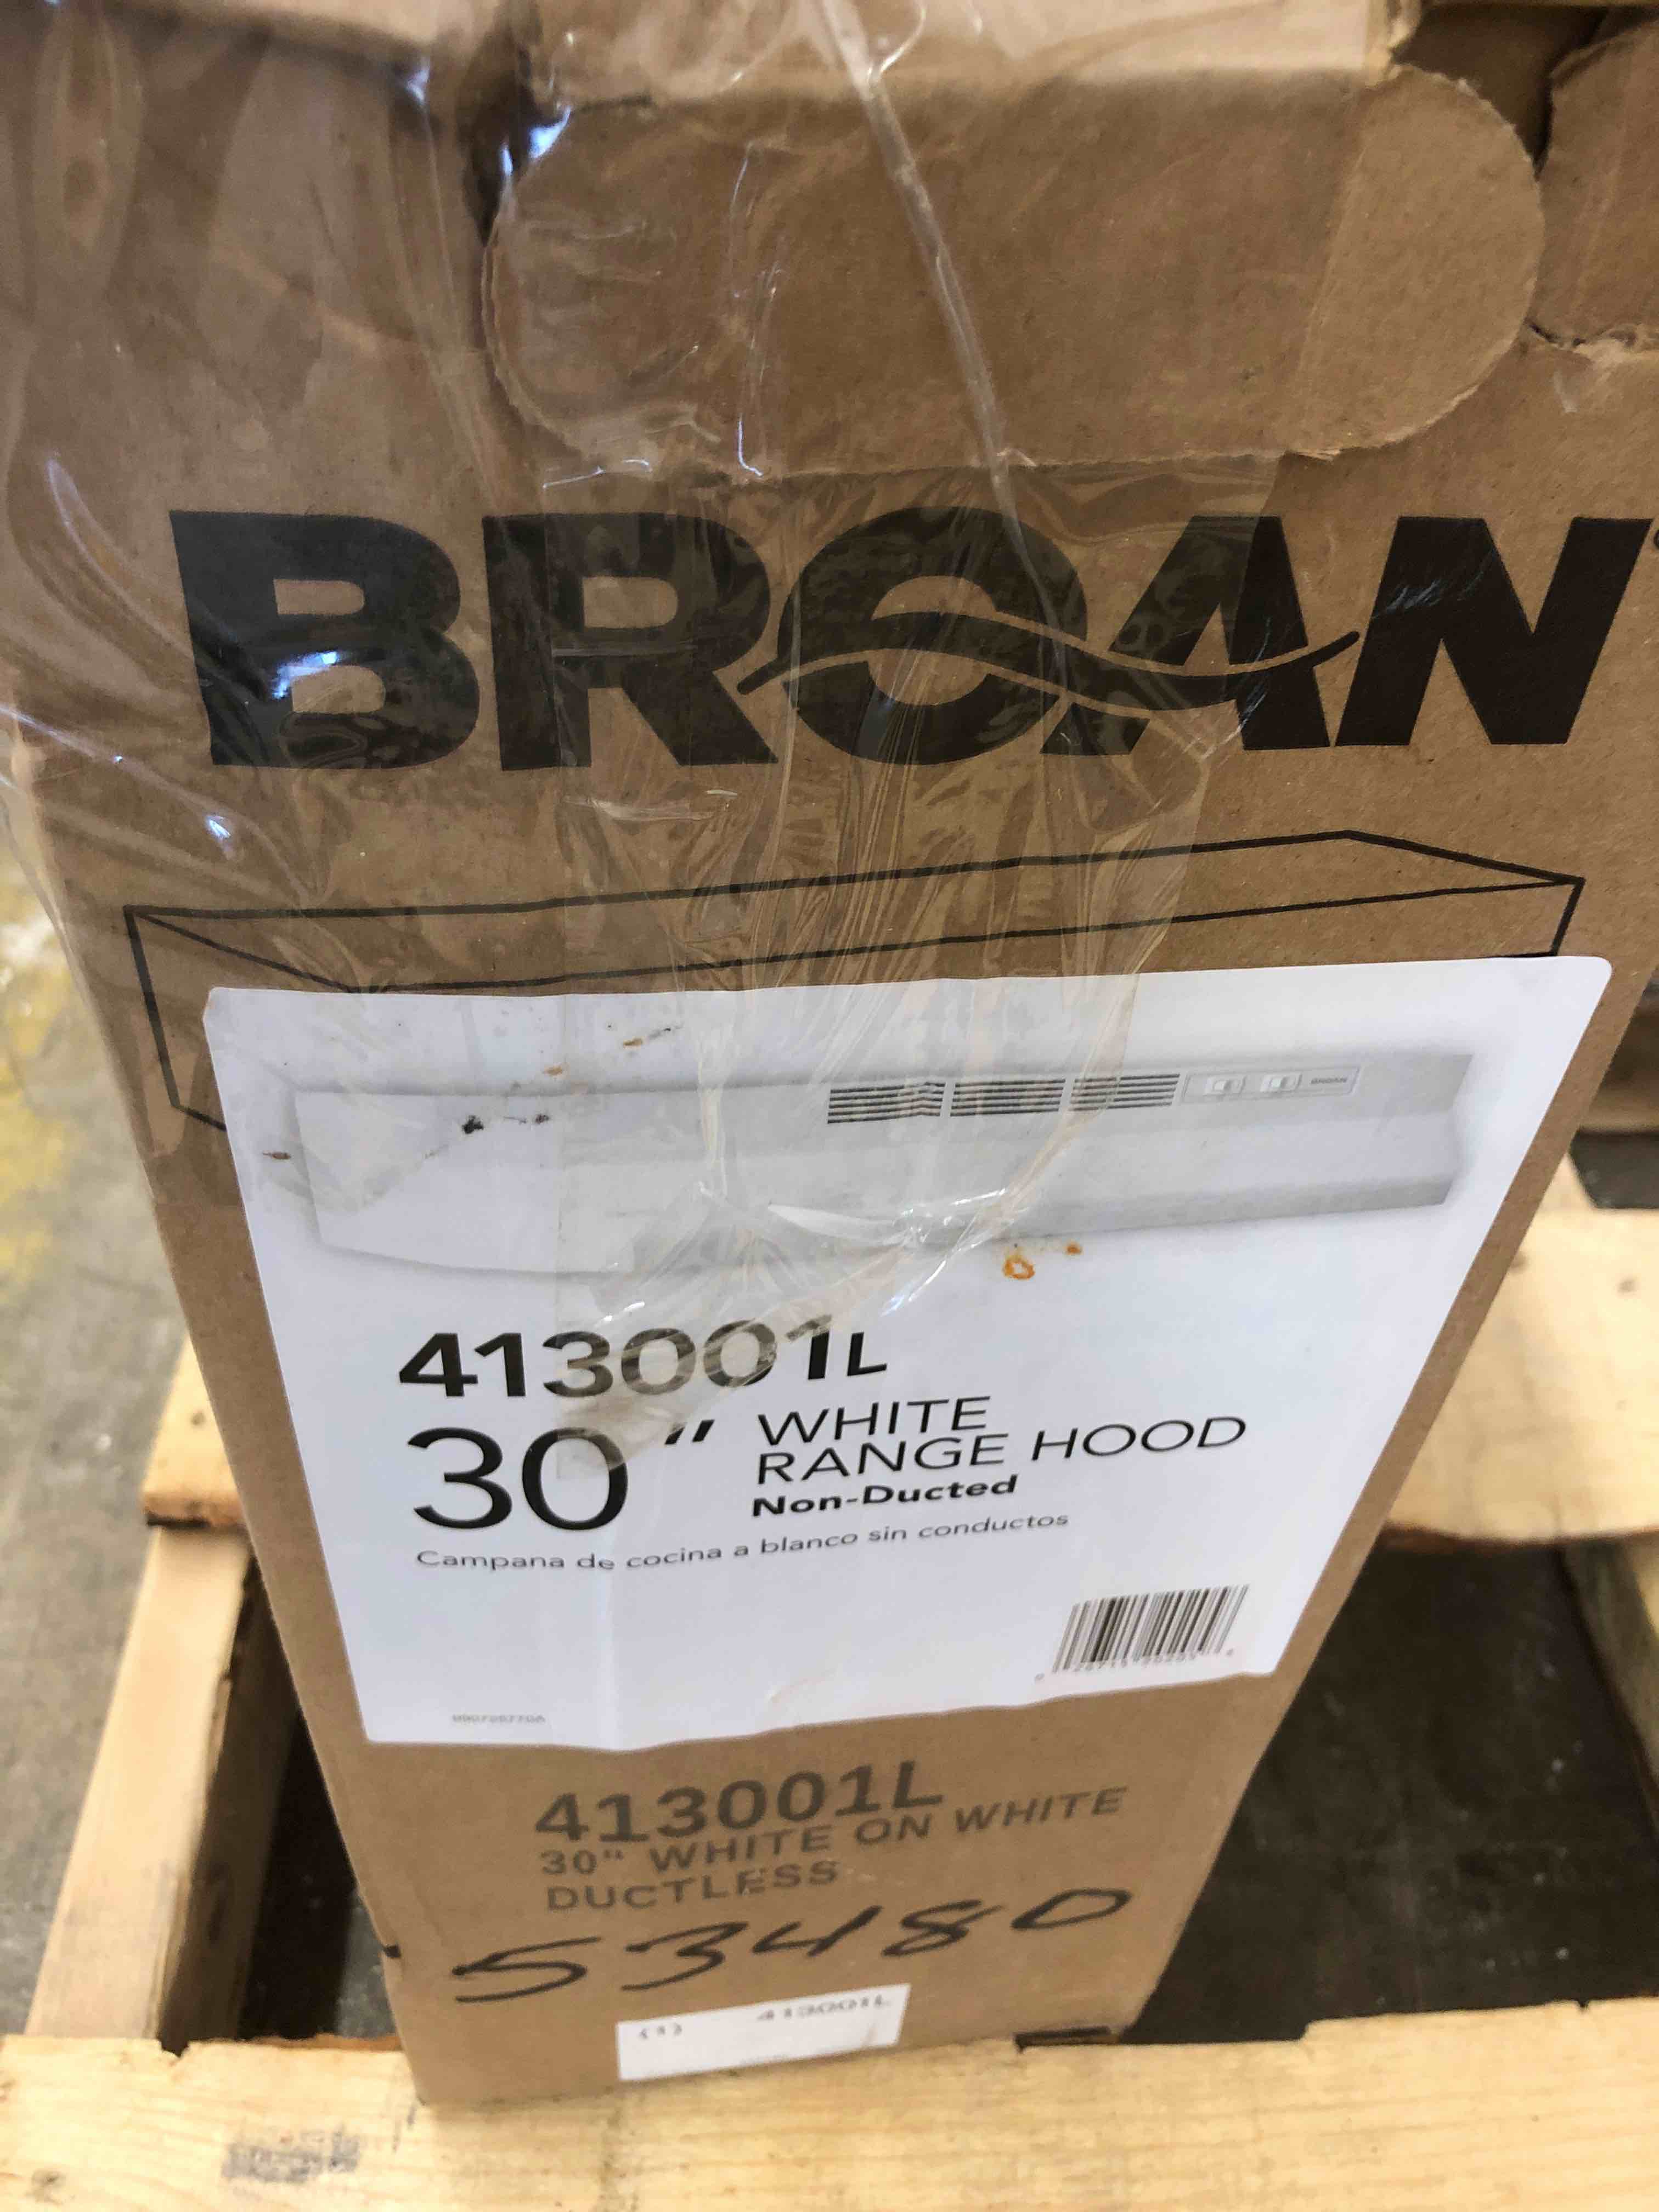 BROAN
BROAN
413001L
30" WHITE
RANGE HOOD
Non-Ducted
Campana de cocina a blanco sin conductos
413001L
30" WHITE ON WHITE
DUCTLESS
53480
(1) 413001L